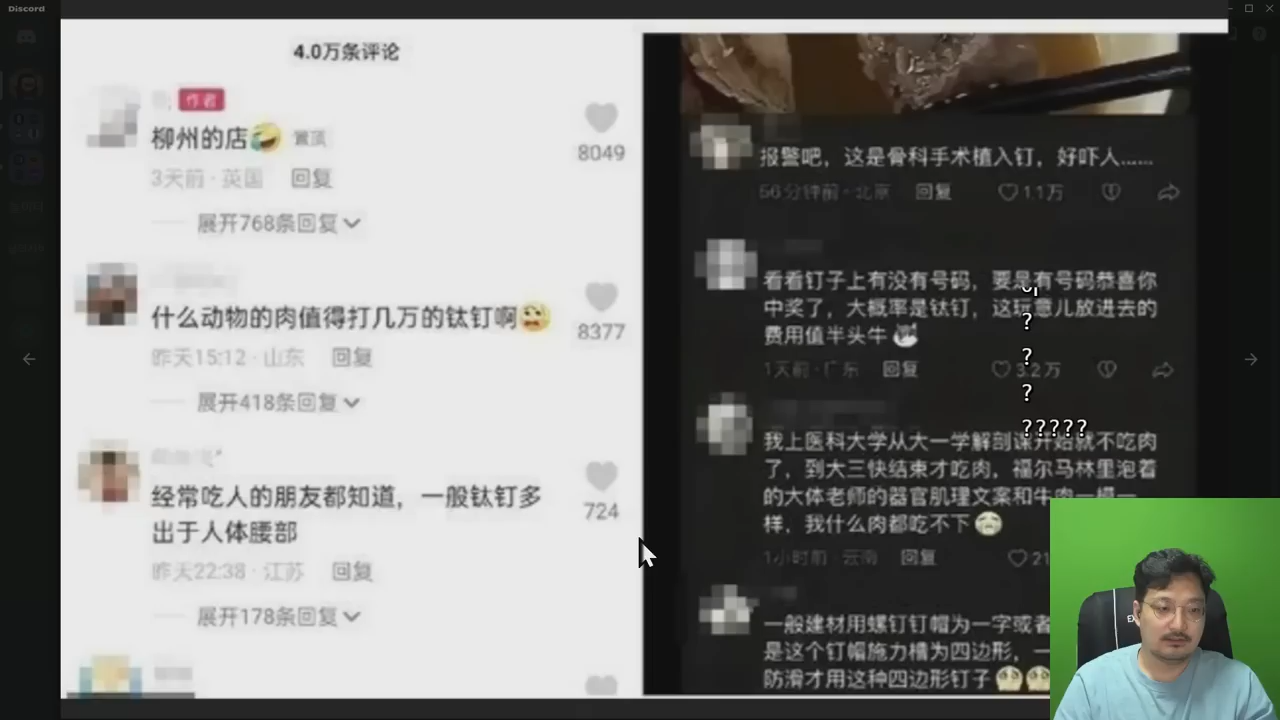 Discord
4.0万条评论
作者
柳州的店🤣 置顶
3天前 · 英国 回复
8049
展开768条回复
什么动物的肉值得打几万的钛钉啊
昨天15:12 · 山东 回复
8377
展开418条回复
经常吃人的朋友都知道，一般钛钉多
出于人体腰部
昨天22:38 · 江苏 回复
724
展开178条回复
报警吧，这是骨科手术植入钉，好吓人……
56分钟前 · 北京 回复 1.1万
看看钉子上有没有号码，要是有号码恭喜你
中奖了，大概率是钛钉，这玩意儿放进去的
费用值半头牛
1天前 · 广东 回复 3.2万
我上医科大学从大一学解剖课开始就不吃肉
了，到大三快结束才吃肉，福尔马林里泡着
的大体老师的器官肌理文案和牛肉一模一
样，我什么肉都吃不下
1小时前 · 云南 回复 21
一般建材用螺钉钉帽为一字或者
是这个钉帽施力槽为四边形，一
防滑才用这种四边形钉子
?
?
?
?????